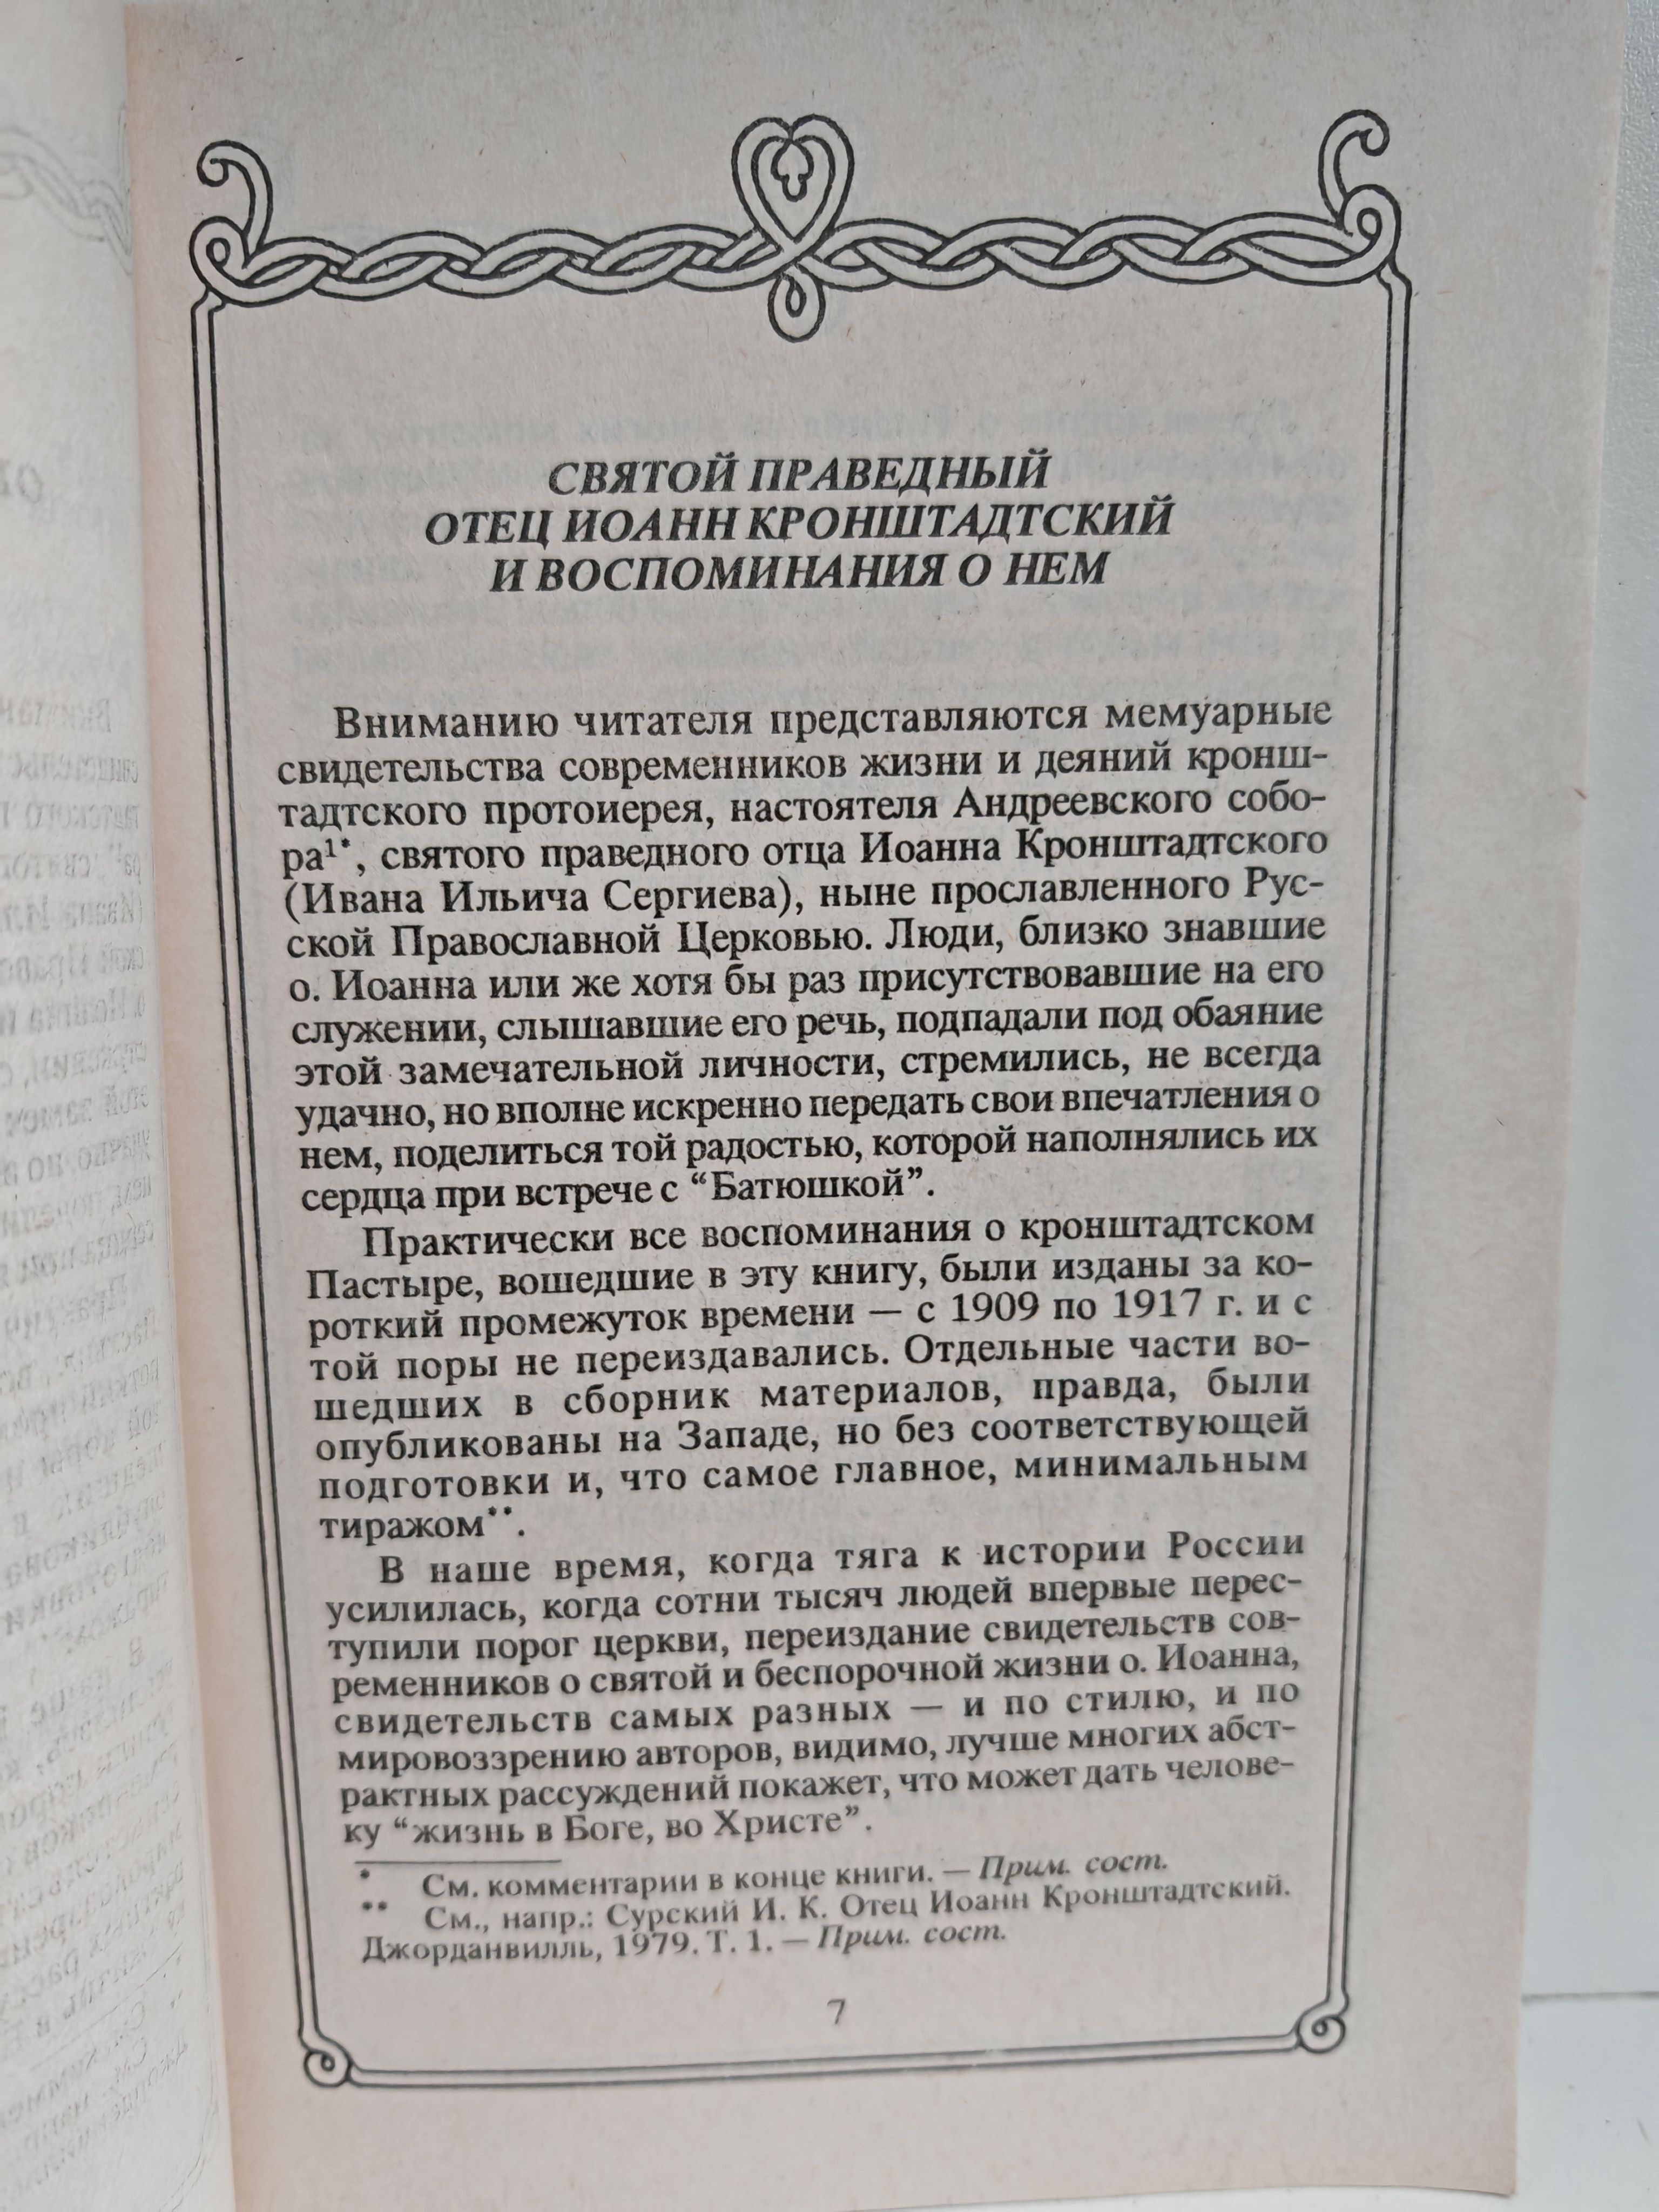 СВЯТОЙ ПРАВЕДНЫЙ
ОТЕЦ ИОАНН КРОНШТАДТСКИЙ
И ВОСПОМИНАНИЯ О НЕМ
Вниманию читателя представляются мемуарные
свидетельства современников жизни и деяний кронш-
тадтского протоиерея, настоятеля Андреевского собо-
ра¹*, святого праведного отца Иоанна Кронштадтского
(Ивана Ильича Сергиева), ныне прославленного Рус-
ской Православной Церковью. Люди, близко знавшие
о. Иоанна или же хотя бы раз присутствовавшие на его
служении, слышавшие его речь, подпадали под обаяние
этой замечательной личности, стремились, не всегда
удачно, но вполне искренно передать свои впечатления о
нем, поделиться той радостью, которой наполнялись их
сердца при встрече с “Батюшкой”.
Практически все воспоминания о кронштадтском
Пастыре, вошедшие в эту книгу, были изданы за ко-
роткий промежуток времени — с 1909 по 1917 г. и с
той поры не переиздавались. Отдельные части во-
шедших в сборник материалов, правда, были
опубликованы на Западе, но без соответствующей
подготовки и, что самое главное, минимальным
тиражом**.
В наше время, когда тяга к истории России
усилилась, когда сотни тысяч людей впервые перес-
тупили порог церкви, переиздание свидетельств сов-
ременников о святой и беспорочной жизни о. Иоанна,
свидетельств самых разных — и по стилю, и по
мировоззрению авторов, видимо, лучше многих абст-
рактных рассуждений покажет, что может дать челове-
ку “жизнь в Боге, во Христе”.
* См. комментарии в конце книги. — Прим. сост.
** См., напр.: Сурский И. К. Отец Иоанн Кронштадтский.
Джорданвилль, 1979. Т. 1. — Прим. сост.
7